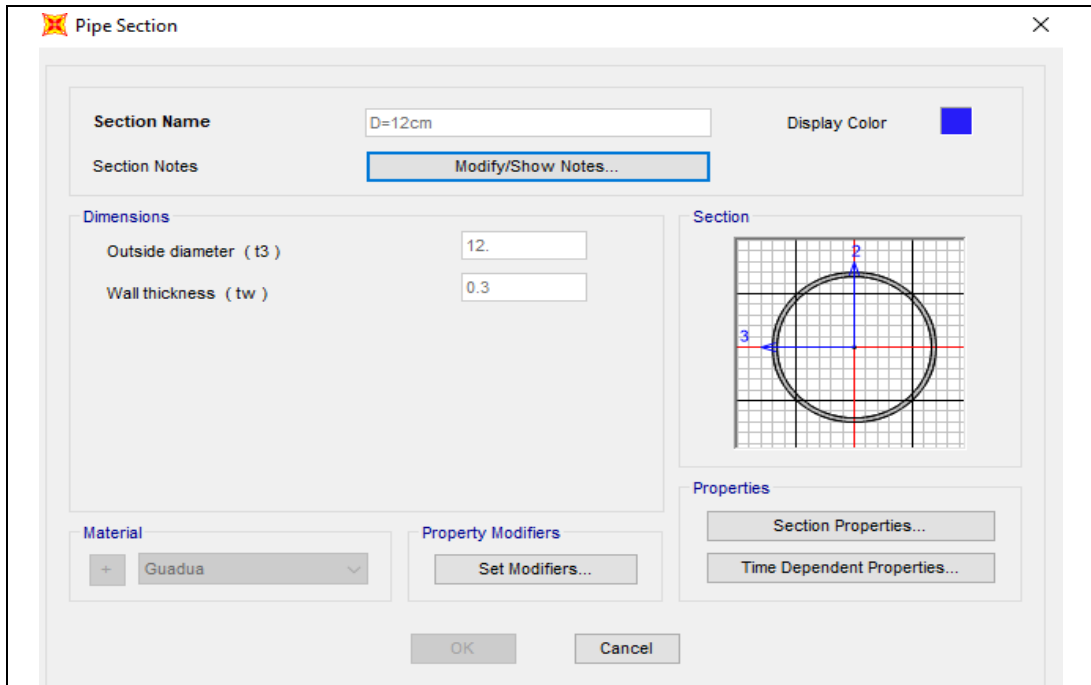 Pipe Section
Section Name D=12cm Display Color
Section Notes Modify/Show Notes...
Dimensions
Outside diameter ( t3 ) 12.
Wall thickness ( tw ) 0.3
Section
2
3
Properties
Section Properties...
Time Dependent Properties...
Material
+ Guadua
Property Modifiers
Set Modifiers...
OK Cancel